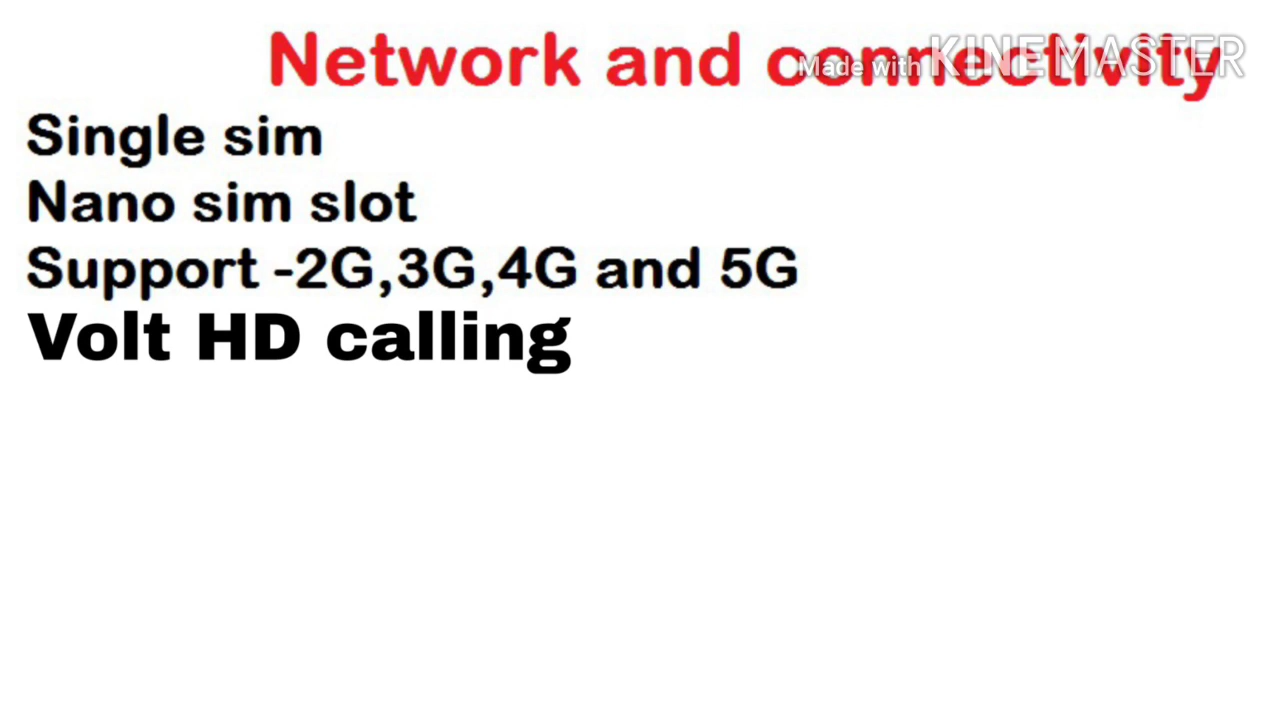 Network and connectivity
Made with KINEMASTER
Single sim
Nano sim slot
Support -2G,3G,4G and 5G
Volt HD calling